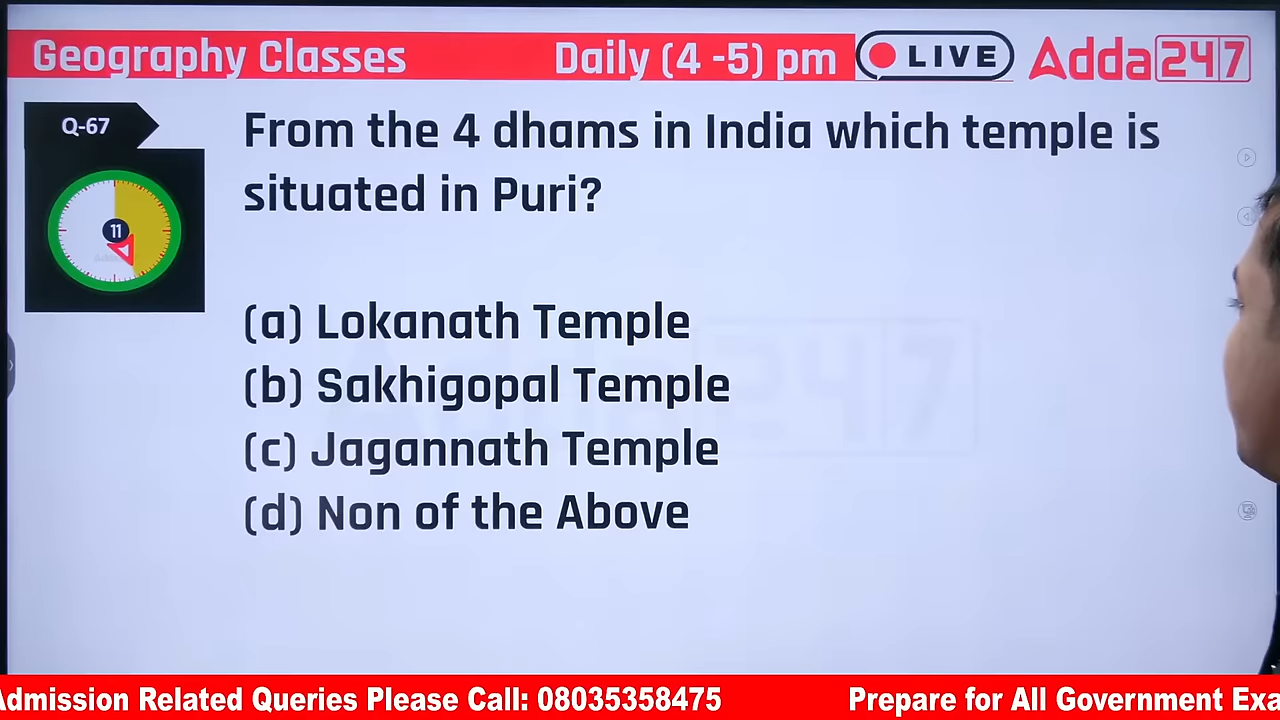 Geography Classes Daily (4 -5) pm LIVE Adda247
Q-67
11
From the 4 dhams in India which temple is
situated in Puri?
(a) Lokanath Temple
(b) Sakhigopal Temple
(c) Jagannath Temple
(d) Non of the Above
Admission Related Queries Please Call: 08035358475 Prepare for All Government Exa